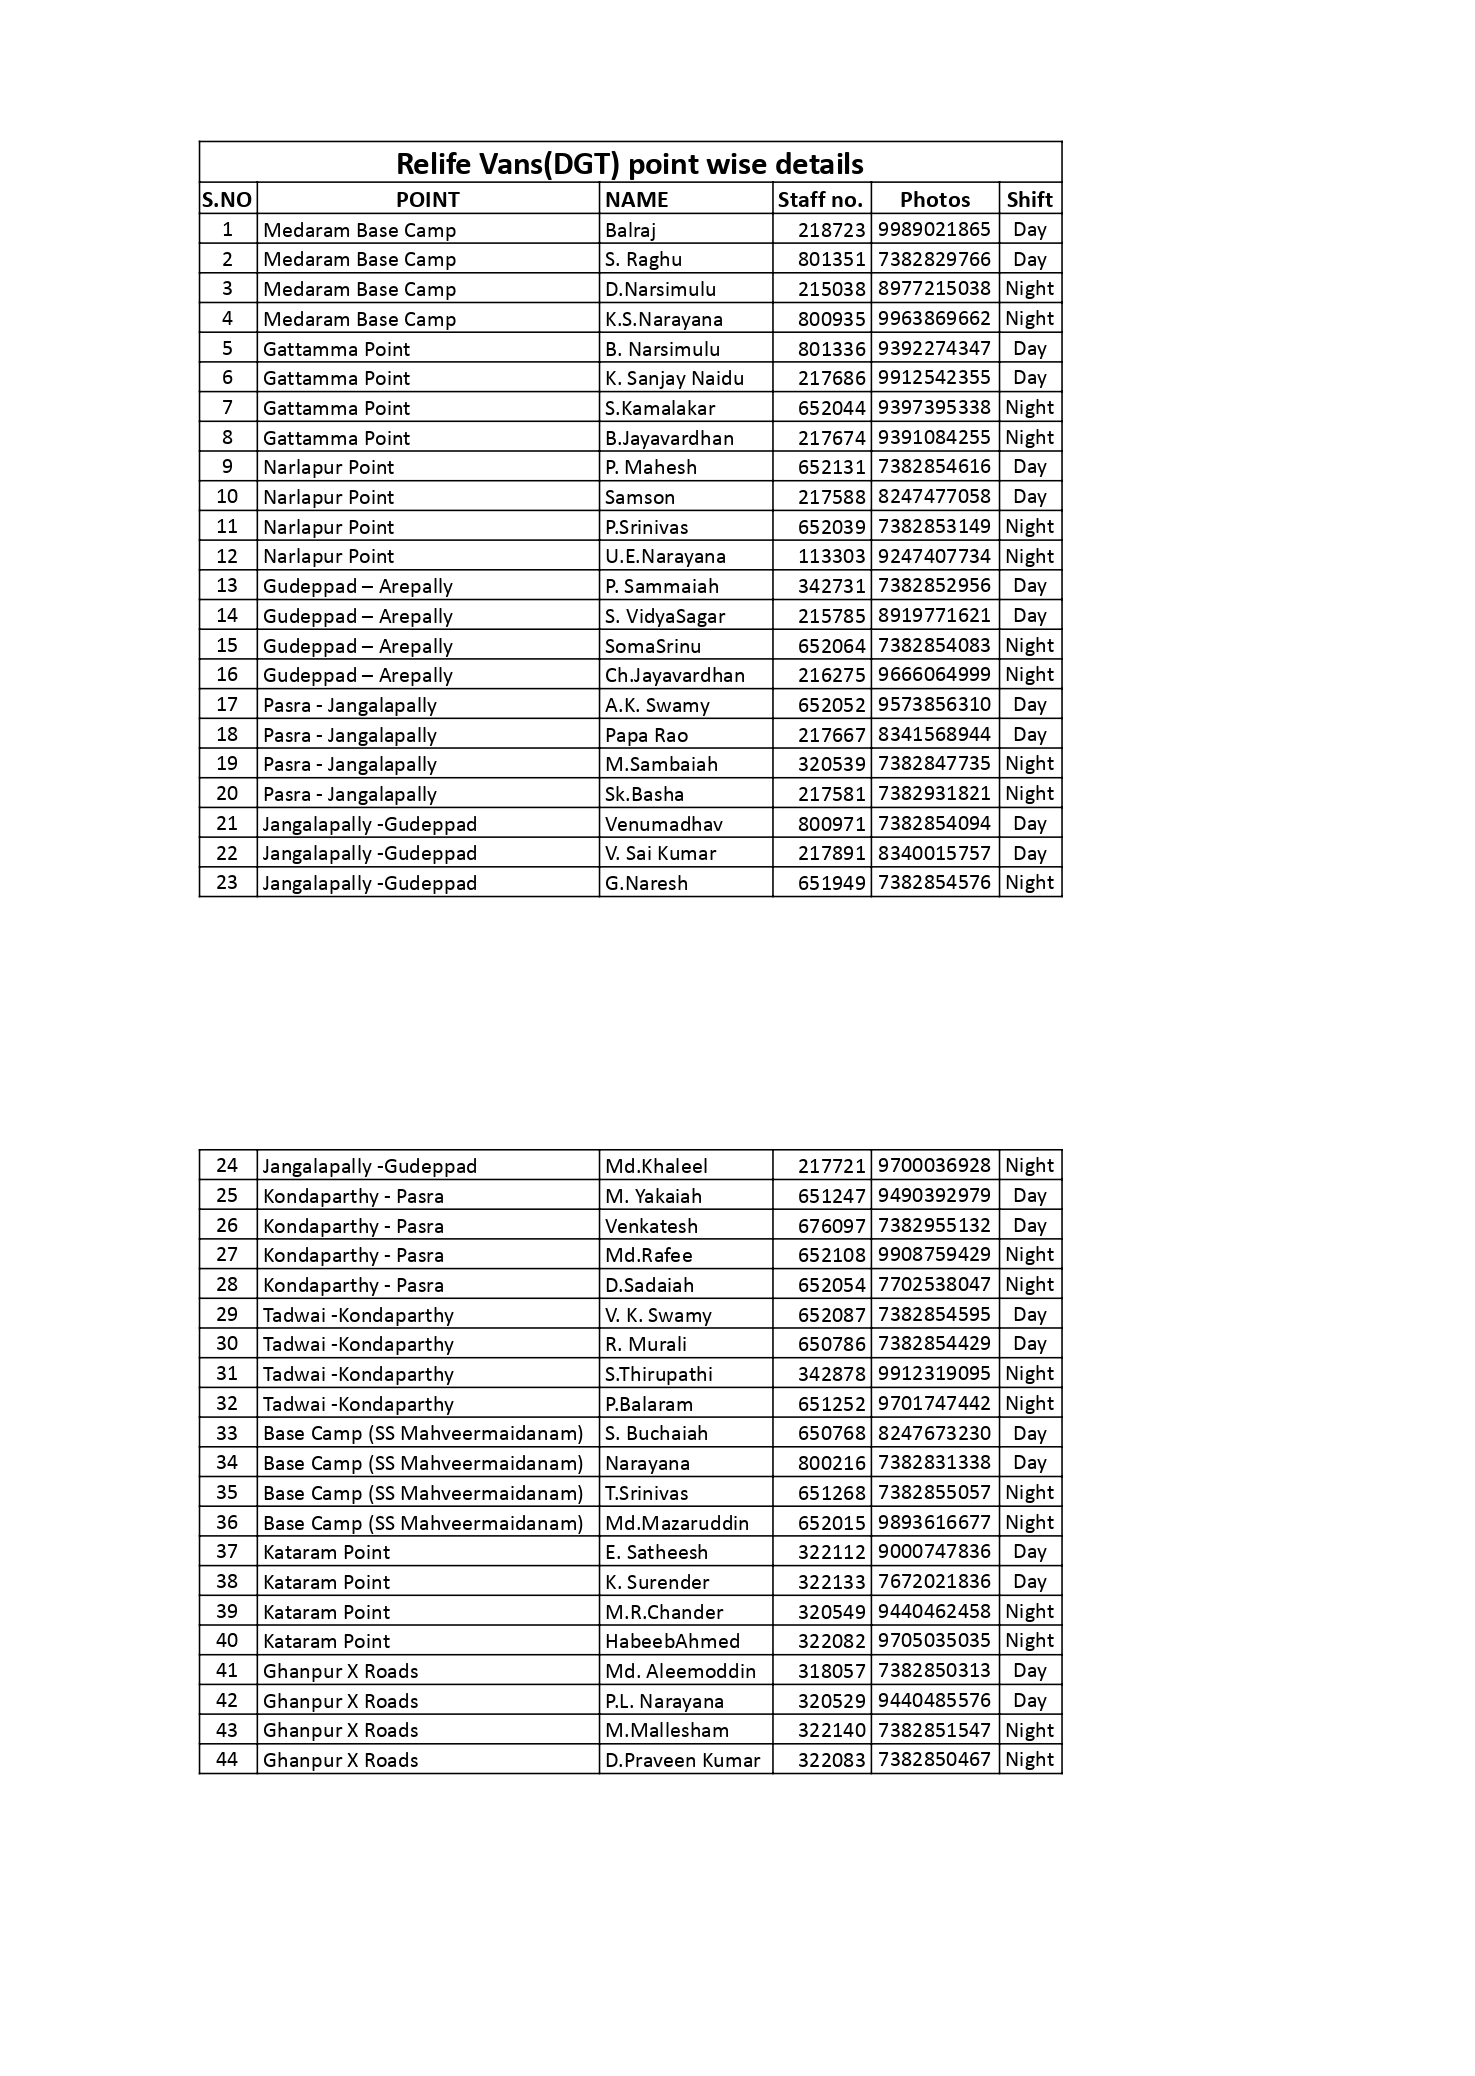 Relife Vans(DGT) point wise details
S.NO POINT NAME Staff no. Photos Shift
1 Medaram Base Camp Balraj 218723 9989021865 Day
2 Medaram Base Camp S. Raghu 801351 7382829766 Day
3 Medaram Base Camp D.Narsimulu 215038 8977215038 Night
4 Medaram Base Camp K.S.Narayana 800935 9963869662 Night
5 Gattamma Point B. Narsimulu 801336 9392274347 Day
6 Gattamma Point K. Sanjay Naidu 217686 9912542355 Day
7 Gattamma Point S.Kamalakar 652044 9397395338 Night
8 Gattamma Point B.Jayavardhan 217674 9391084255 Night
9 Narlapur Point P. Mahesh 652131 7382854616 Day
10 Narlapur Point Samson 217588 8247477058 Day
11 Narlapur Point P.Srinivas 652039 7382853149 Night
12 Narlapur Point U.E.Narayana 113303 9247407734 Night
13 Gudeppad – Arepally P. Sammaiah 342731 7382852956 Day
14 Gudeppad – Arepally S. VidyaSagar 215785 8919771621 Day
15 Gudeppad – Arepally SomaSrinu 652064 7382854083 Night
16 Gudeppad – Arepally Ch.Jayavardhan 216275 9666064999 Night
17 Pasra - Jangalapally A.K. Swamy 652052 9573856310 Day
18 Pasra - Jangalapally Papa Rao 217667 8341568944 Day
19 Pasra - Jangalapally M.Sambaiah 320539 7382847735 Night
20 Pasra - Jangalapally Sk.Basha 217581 7382931821 Night
21 Jangalapally -Gudeppad Venumadhav 800971 7382854094 Day
22 Jangalapally -Gudeppad V. Sai Kumar 217891 8340015757 Day
23 Jangalapally -Gudeppad G.Naresh 651949 7382854576 Night
24 Jangalapally -Gudeppad Md.Khaleel 217721 9700036928 Night
25 Kondaparthy - Pasra M. Yakaiah 651247 9490392979 Day
26 Kondaparthy - Pasra Venkatesh 676097 7382955132 Day
27 Kondaparthy - Pasra Md.Rafee 652108 9908759429 Night
28 Kondaparthy - Pasra D.Sadaiah 652054 7702538047 Night
29 Tadwai -Kondaparthy V. K. Swamy 652087 7382854595 Day
30 Tadwai -Kondaparthy R. Murali 650786 7382854429 Day
31 Tadwai -Kondaparthy S.Thirupathi 342878 9912319095 Night
32 Tadwai -Kondaparthy P.Balaram 651252 9701747442 Night
33 Base Camp (SS Mahveermaidanam) S. Buchaiah 650768 8247673230 Day
34 Base Camp (SS Mahveermaidanam) Narayana 800216 7382831338 Day
35 Base Camp (SS Mahveermaidanam) T.Srinivas 651268 7382855057 Night
36 Base Camp (SS Mahveermaidanam) Md.Mazaruddin 652015 9893616677 Night
37 Kataram Point E. Satheesh 322112 9000747836 Day
38 Kataram Point K. Surender 322133 7672021836 Day
39 Kataram Point M.R.Chander 320549 9440462458 Night
40 Kataram Point HabeebAhmed 322082 9705035035 Night
41 Ghanpur X Roads Md. Aleemoddin 318057 7382850313 Day
42 Ghanpur X Roads P.L. Narayana 320529 9440485576 Day
43 Ghanpur X Roads M.Mallesham 322140 7382851547 Night
44 Ghanpur X Roads D.Praveen Kumar 322083 7382850467 Night